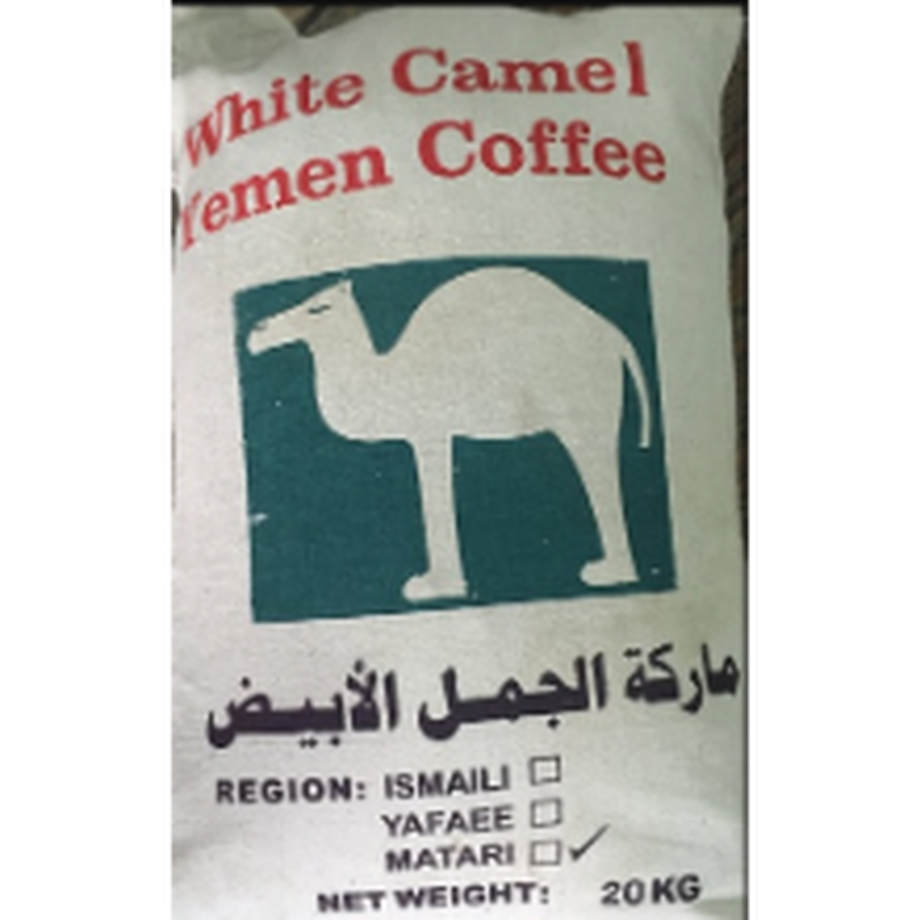 White Camel
Yemen Coffee
ماركة الجمل الأبيض
REGION: ISMAILI
YAFAEE
MATARI
NET WEIGHT: 20KG